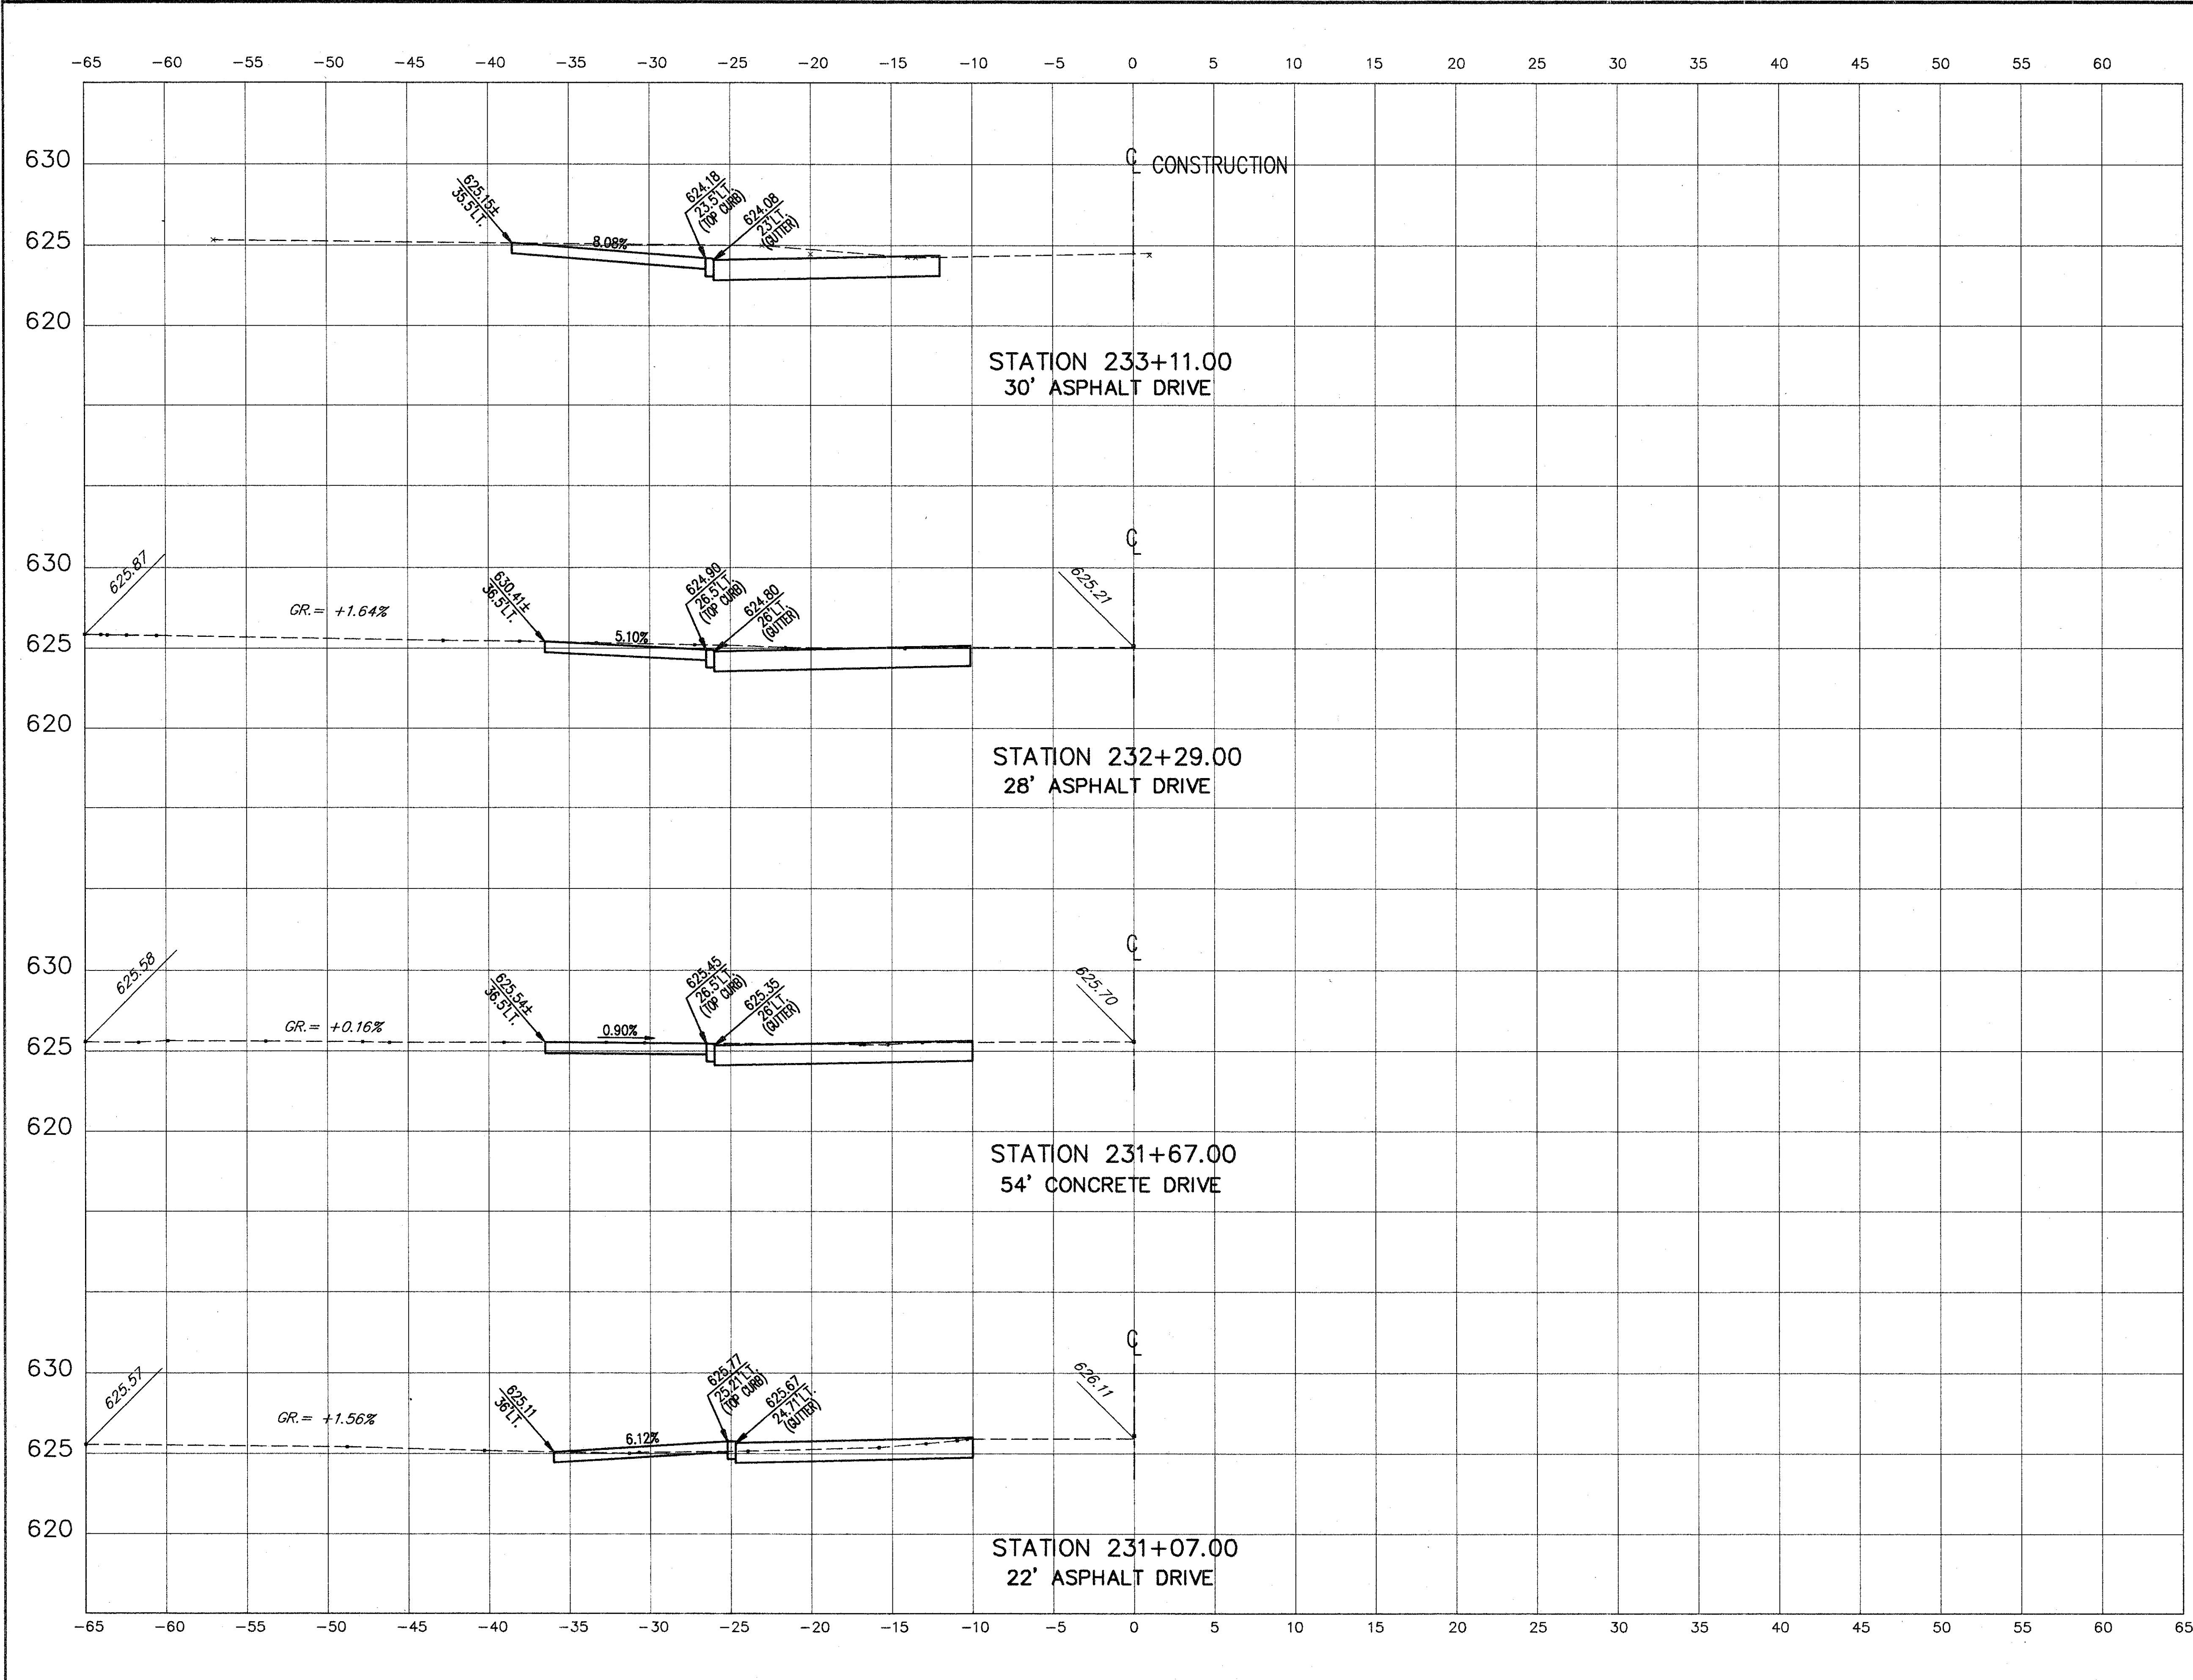 -65 -60 -55 -50 -45 -40 -35 -30 -25 -20 -15 -10 -5 0 5 10 15 20 25 30 35 40 45 50 55 60
630
℄ CONSTRUCTION
625.15±
35.5'LT.
624.18
23.5'LT.
(TOP CURB)
624.08
23'LT.
(GUTTER)
625
8.08%
620
STATION 233+11.00
30' ASPHALT DRIVE
℄
630
625.87
GR.= +1.64%
630.41±
36.5'LT.
624.90
26.5'LT.
(TOP CURB)
624.80
26'LT.
(GUTTER)
625.21
625
5.10%
620
STATION 232+29.00
28' ASPHALT DRIVE
℄
630
625.58
GR.= +0.16%
625.54±
36.5'LT.
625.45
26.5'LT.
(TOP CURB)
625.35
26'LT.
(GUTTER)
625.70
625
0.90%
620
STATION 231+67.00
54' CONCRETE DRIVE
℄
630
625.57
GR.= +1.56%
625.11
36'LT.
625.77
25.21'LT.
(TOP CURB)
625.67
24.71'LT.
(GUTTER)
626.11
625
6.12%
620
STATION 231+07.00
22' ASPHALT DRIVE
-65 -60 -55 -50 -45 -40 -35 -30 -25 -20 -15 -10 -5 0 5 10 15 20 25 30 35 40 45 50 55 60 65